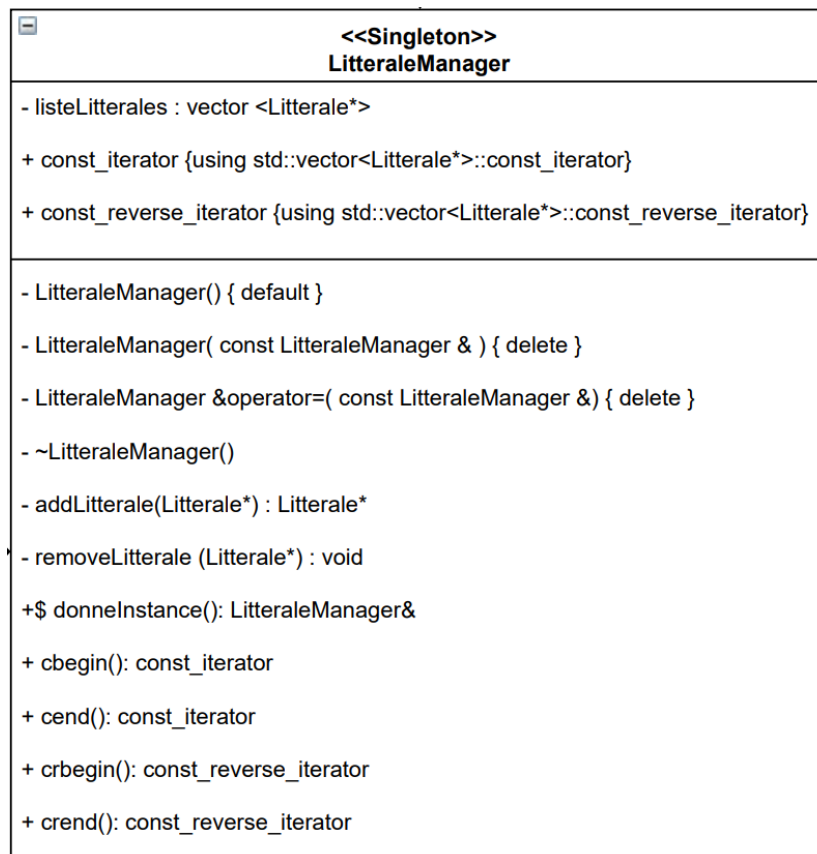 <<Singleton>>
LitteraleManager
- listeLitterales : vector <Litterale*>
+ const_iterator {using std::vector<Litterale*>::const_iterator}
+ const_reverse_iterator {using std::vector<Litterale*>::const_reverse_iterator}
- LitteraleManager() { default }
- LitteraleManager( const LitteraleManager & ) { delete }
- LitteraleManager &operator=( const LitteraleManager &) { delete }
- ~LitteraleManager()
- addLitterale(Litterale*) : Litterale*
- removeLitterale (Litterale*) : void
+$ donneInstance(): LitteraleManager&
+ cbegin(): const_iterator
+ cend(): const_iterator
+ crbegin(): const_reverse_iterator
+ crend(): const_reverse_iterator